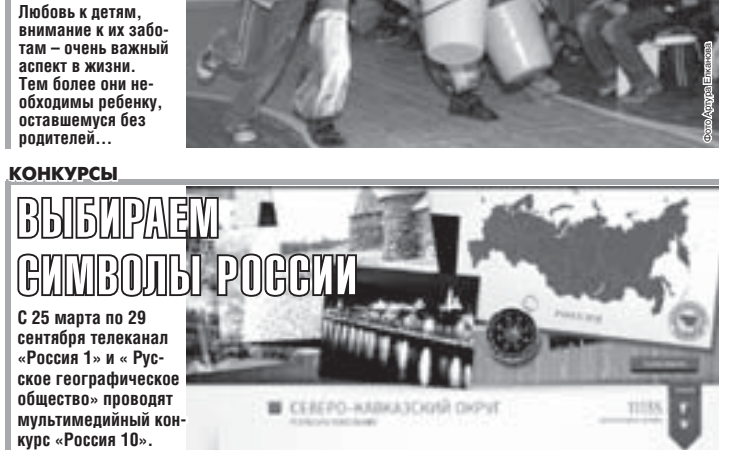 Любовь к детям,
внимание к их забо-
там – очень важный
аспект в жизни.
Тем более они не-
обходимы ребенку,
оставшемуся без
родителей...
Фото Артура Елканова
КОНКУРСЫ
ВЫБИРАЕМ
СИМВОЛЫ РОССИИ
С 25 марта по 29
сентября телеканал
«Россия 1» и « Рус-
ское географическое
общество» проводят
мультимедийный кон-
курс «Россия 10».
РОССИЯ
СЕВЕРО-КАВКАЗСКИЙ ОКРУГ